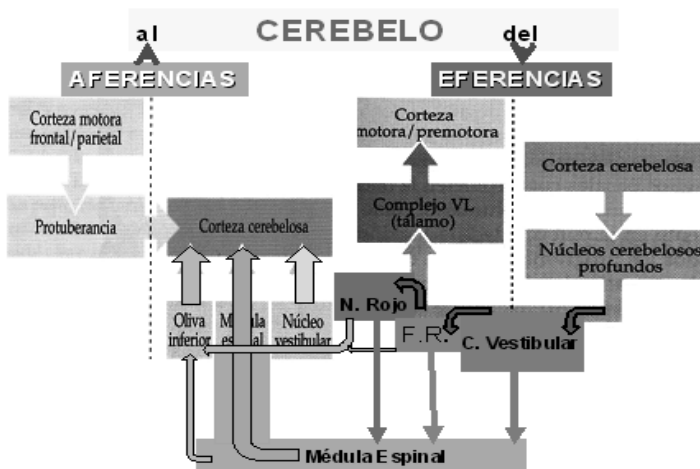 CEREBELO
al
del
AFERENCIAS
EFERENCIAS
Corteza motora
frontal/parietal
Protuberancia
Corteza cerebelosa
Oliva
inferior
Núcleo
vestibular
Corteza
motora/premotora
Complejo VL
(tálamo)
N. Rojo
F.R.
C. Vestibular
Corteza cerebelosa
Núcleos cerebelosos
profundos
Médula Espinal